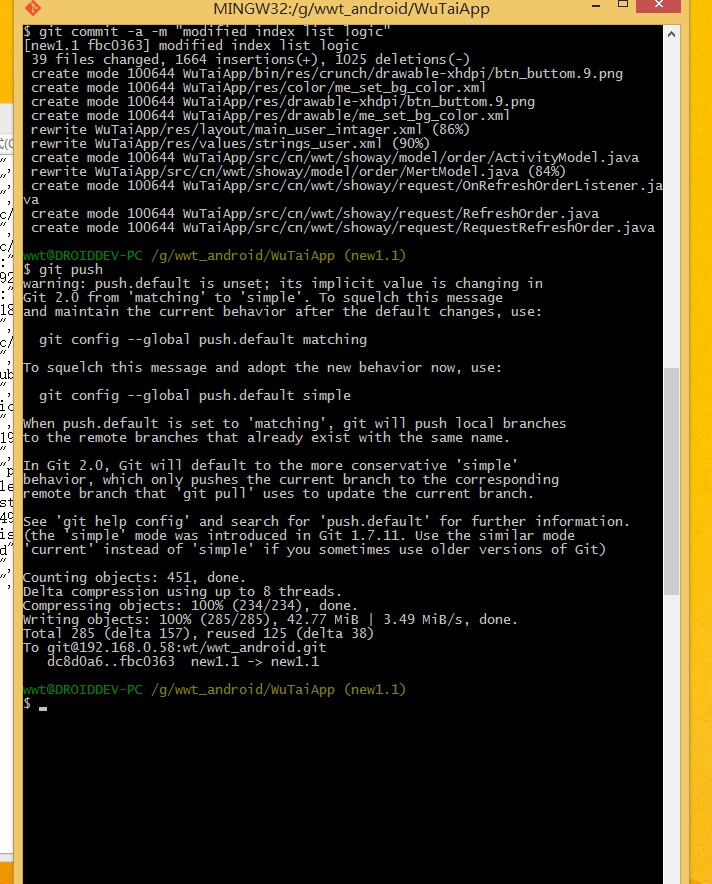 MINGW32:/g/wwt_android/WuTaiApp
$ git commit -a -m "modified index list logic"
[new1.1 fbc0363] modified index list logic
 39 files changed, 1664 insertions(+), 1025 deletions(-)
 create mode 100644 WuTaiApp/bin/res/crunch/drawable-xhdpi/btn_buttom.9.png
 create mode 100644 WuTaiApp/res/color/me_set_bg_color.xml
 create mode 100644 WuTaiApp/res/drawable-xhdpi/btn_buttom.9.png
 create mode 100644 WuTaiApp/res/drawable/me_set_bg_color.xml
 rewrite WuTaiApp/res/layout/main_user_intager.xml (86%)
 rewrite WuTaiApp/res/values/strings_user.xml (90%)
 create mode 100644 WuTaiApp/src/cn/wwt/showay/model/order/ActivityModel.java
 rewrite WuTaiApp/src/cn/wwt/showay/model/order/MertModel.java (84%)
 create mode 100644 WuTaiApp/src/cn/wwt/showay/request/OnRefreshOrderListener.ja
va
 create mode 100644 WuTaiApp/src/cn/wwt/showay/request/RefreshOrder.java
 create mode 100644 WuTaiApp/src/cn/wwt/showay/request/RequestRefreshOrder.java
wwt@DROIDDEV-PC /g/wwt_android/WuTaiApp (new1.1)
$ git push
warning: push.default is unset; its implicit value is changing in
Git 2.0 from 'matching' to 'simple'. To squelch this message
and maintain the current behavior after the default changes, use:
  git config --global push.default matching
To squelch this message and adopt the new behavior now, use:
  git config --global push.default simple
When push.default is set to 'matching', git will push local branches
to the remote branches that already exist with the same name.
In Git 2.0, Git will default to the more conservative 'simple'
behavior, which only pushes the current branch to the corresponding
remote branch that 'git pull' uses to update the current branch.
See 'git help config' and search for 'push.default' for further information.
(the 'simple' mode was introduced in Git 1.7.11. Use the similar mode
'current' instead of 'simple' if you sometimes use older versions of Git)
Counting objects: 451, done.
Delta compression using up to 8 threads.
Compressing objects: 100% (234/234), done.
Writing objects: 100% (285/285), 42.77 MiB | 3.49 MiB/s, done.
Total 285 (delta 157), reused 125 (delta 38)
To git@192.168.0.58:wt/wwt_android.git
   dc8d0a6..fbc0363  new1.1 -> new1.1
wwt@DROIDDEV-PC /g/wwt_android/WuTaiApp (new1.1)
$